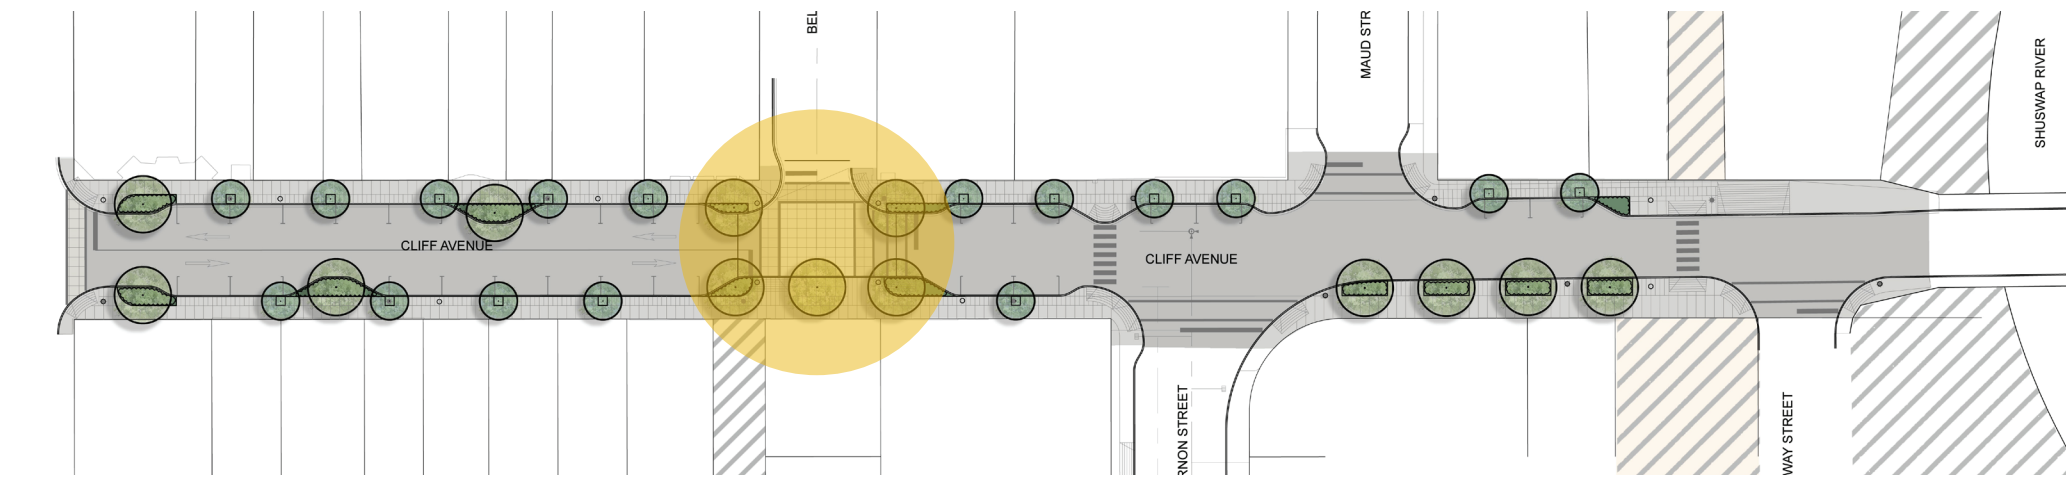 BEL
MAUD STR
SHUSWAP RIVER
CLIFF AVENUE
CLIFF AVENUE
RNON STREET
WAY STREET